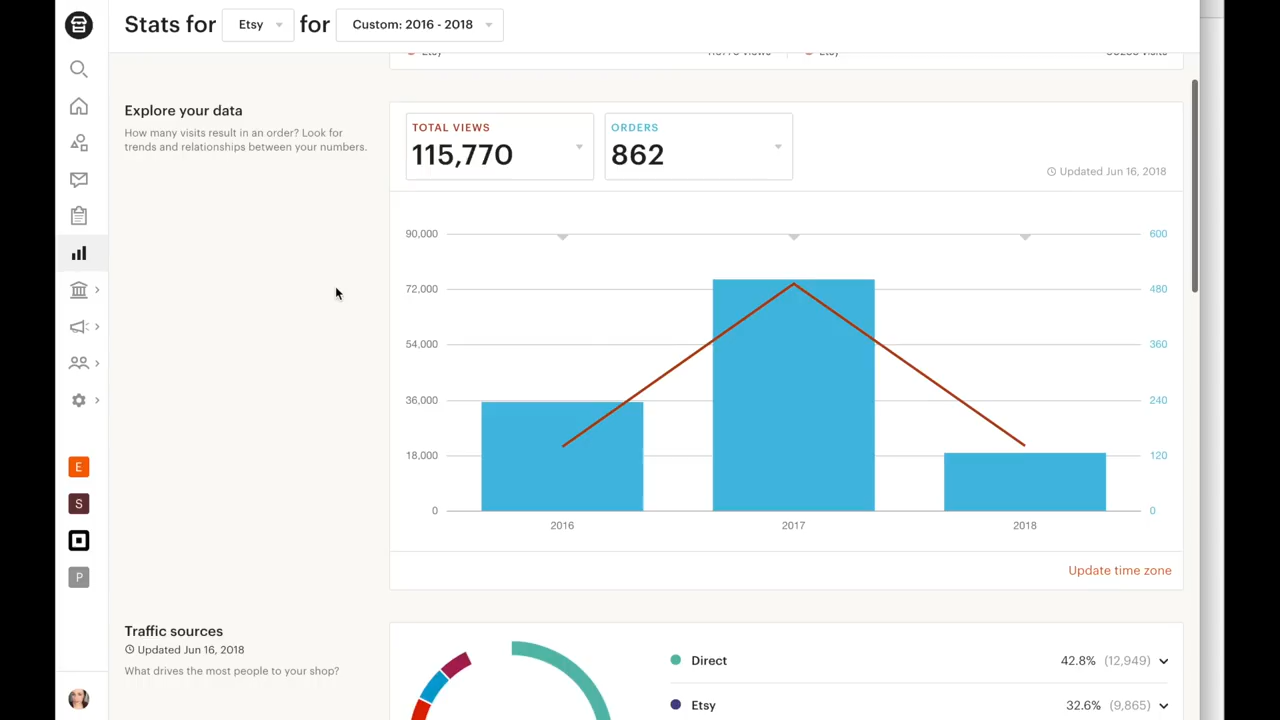 Stats for Etsy for Custom: 2016 - 2018
Etsy Views Etsy
Explore your data
How many visits result in an order? Look for
trends and relationships between your numbers.
TOTAL VIEWS
115,770
ORDERS
862
Updated Jun 16, 2018
90,000 600
72,000 480
54,000 360
36,000 240
18,000 120
0 0
2016 2017 2018
Update time zone
Traffic sources
Updated Jun 16, 2018
What drives the most people to your shop?
Direct 42.8% (12,949)
Etsy 32.6% (9,865)
E
S
P